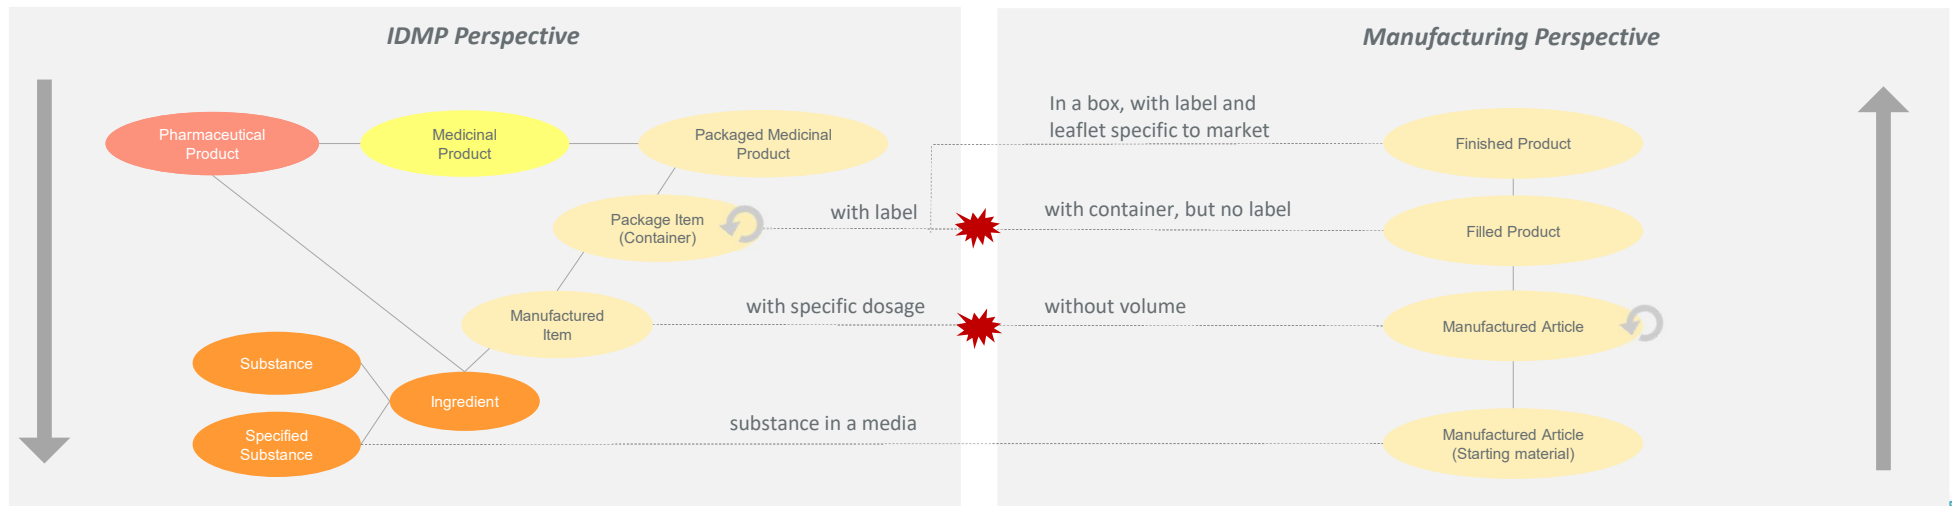 IDMP Perspective
Pharmaceutical
Product
Medicinal
Product
Packaged Medicinal
Product
Package Item
(Container)
with label
Manufactured
Item
with specific dosage
Substance
Ingredient
Specified
Substance
substance in a media
Manufacturing Perspective
In a box, with label and
leaflet specific to market
Finished Product
with container, but no label
Filled Product
without volume
Manufactured Article
Manufactured Article
(Starting material)